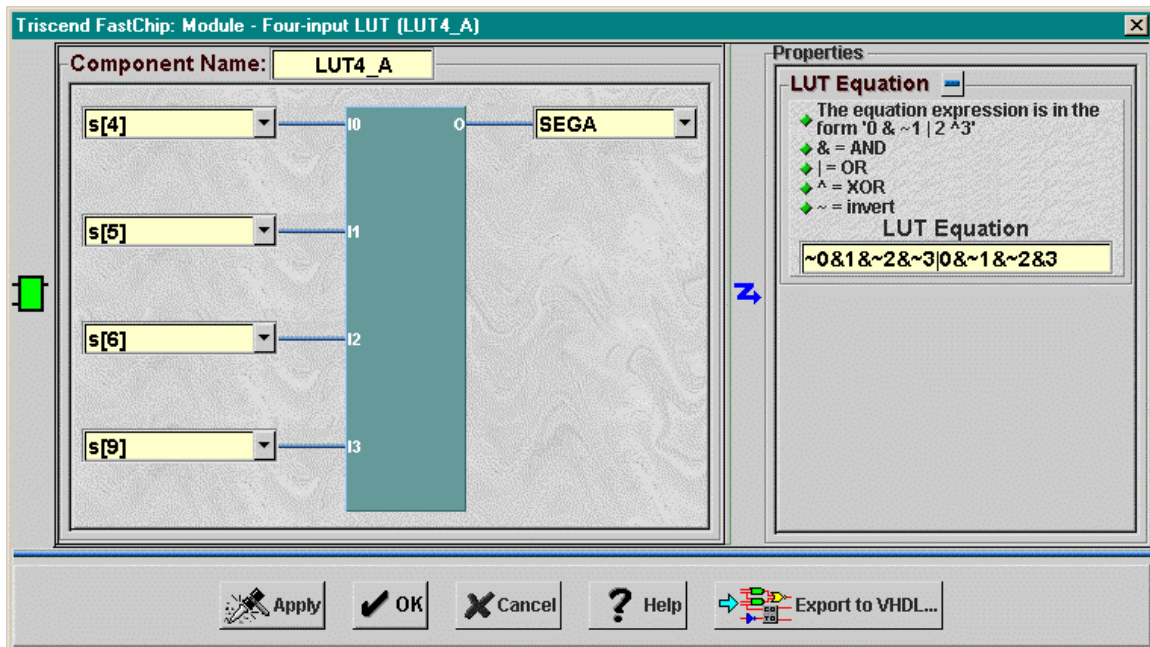 Triscend FastChip: Module - Four-input LUT (LUT4_A)
Component Name: LUT4_A
s[4]
I0
O
SEGA
s[5]
I1
s[6]
I2
s[9]
I3
Properties
LUT Equation
The equation expression is in the
form '0 & ~1 | 2 ^3'
& = AND
| = OR
^ = XOR
~ = invert
LUT Equation
~0&1&~2&~3|0&~1&~2&3
Apply
OK
Cancel
? Help
Export to VHDL...